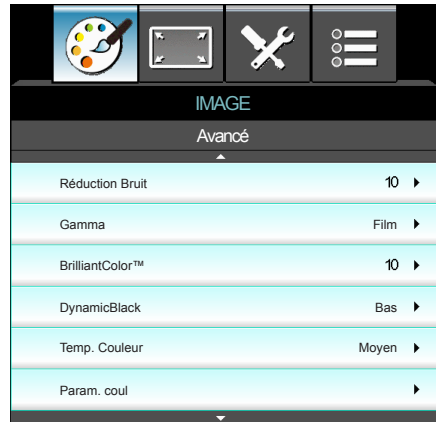 IMAGE
Avancé
Réduction Bruit 10
Gamma Film
BrilliantColor™ 10
DynamicBlack Bas
Temp. Couleur Moyen
Param. coul